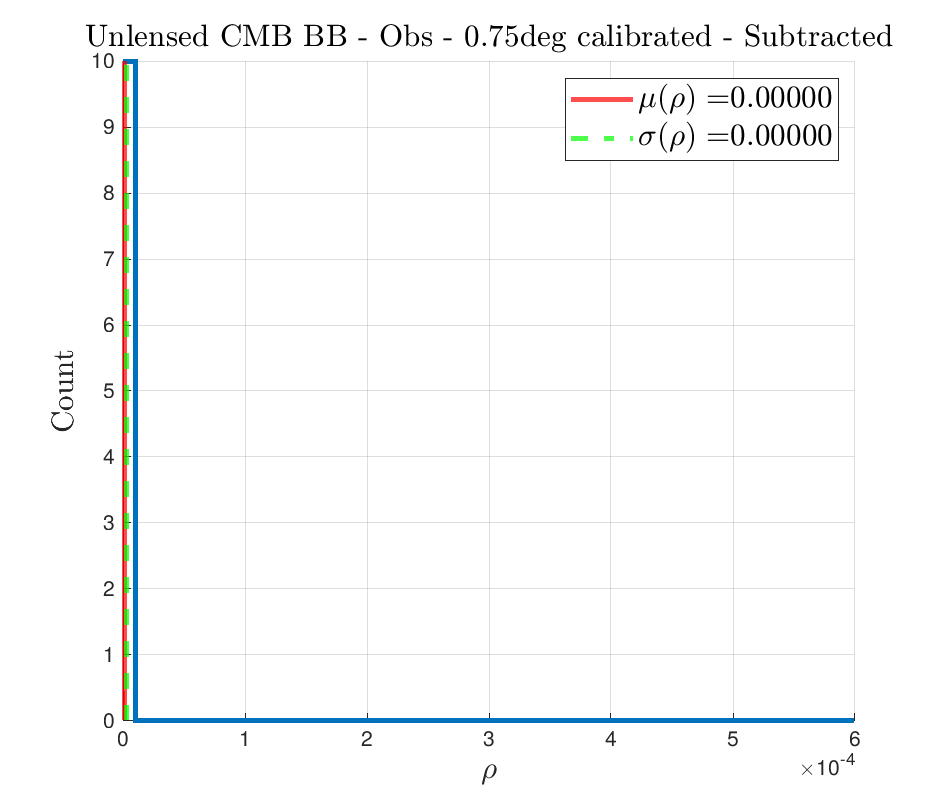 Unlensed CMB BB - Obs - 0.75deg calibrated - Subtracted
10
9
8
7
6
5
4
3
2
1
0
Count
μ(ρ) =0.00000
σ(ρ) =0.00000
0 1 2 3 4 5 6
×10⁻⁴
ρ